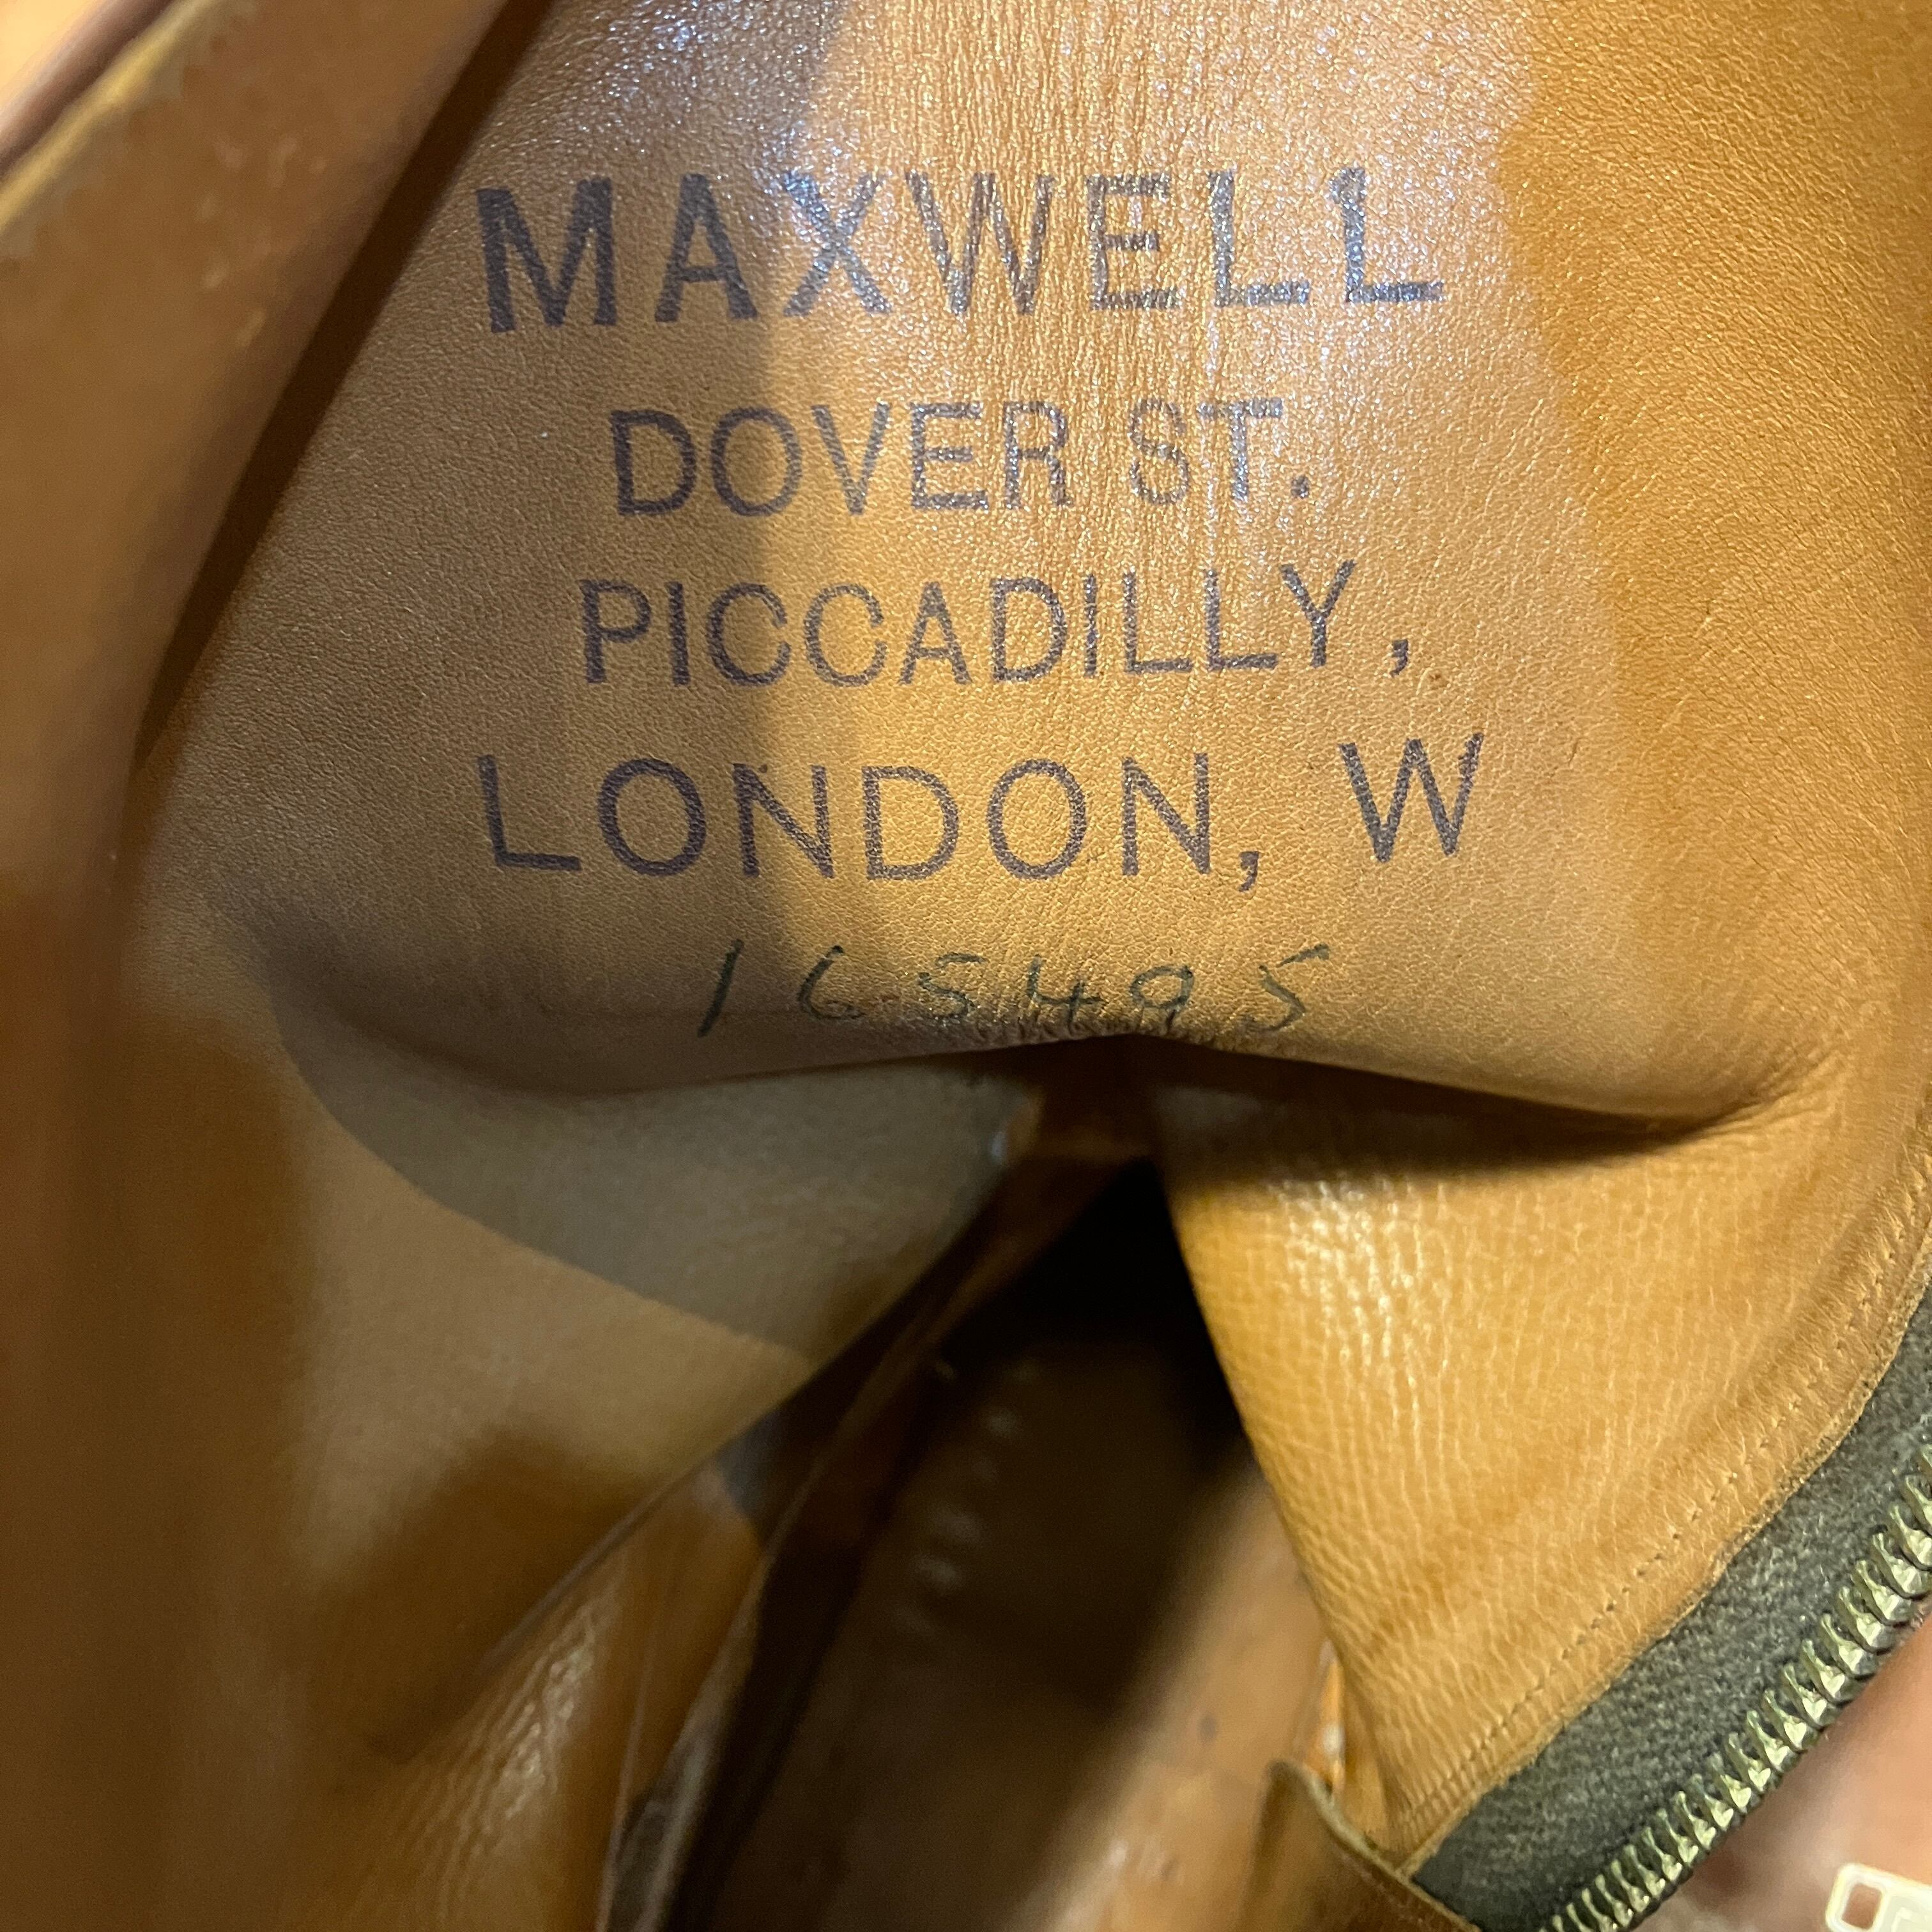 MAXWELL
DOVER ST.
PICCADILLY,
LONDON, W
165495